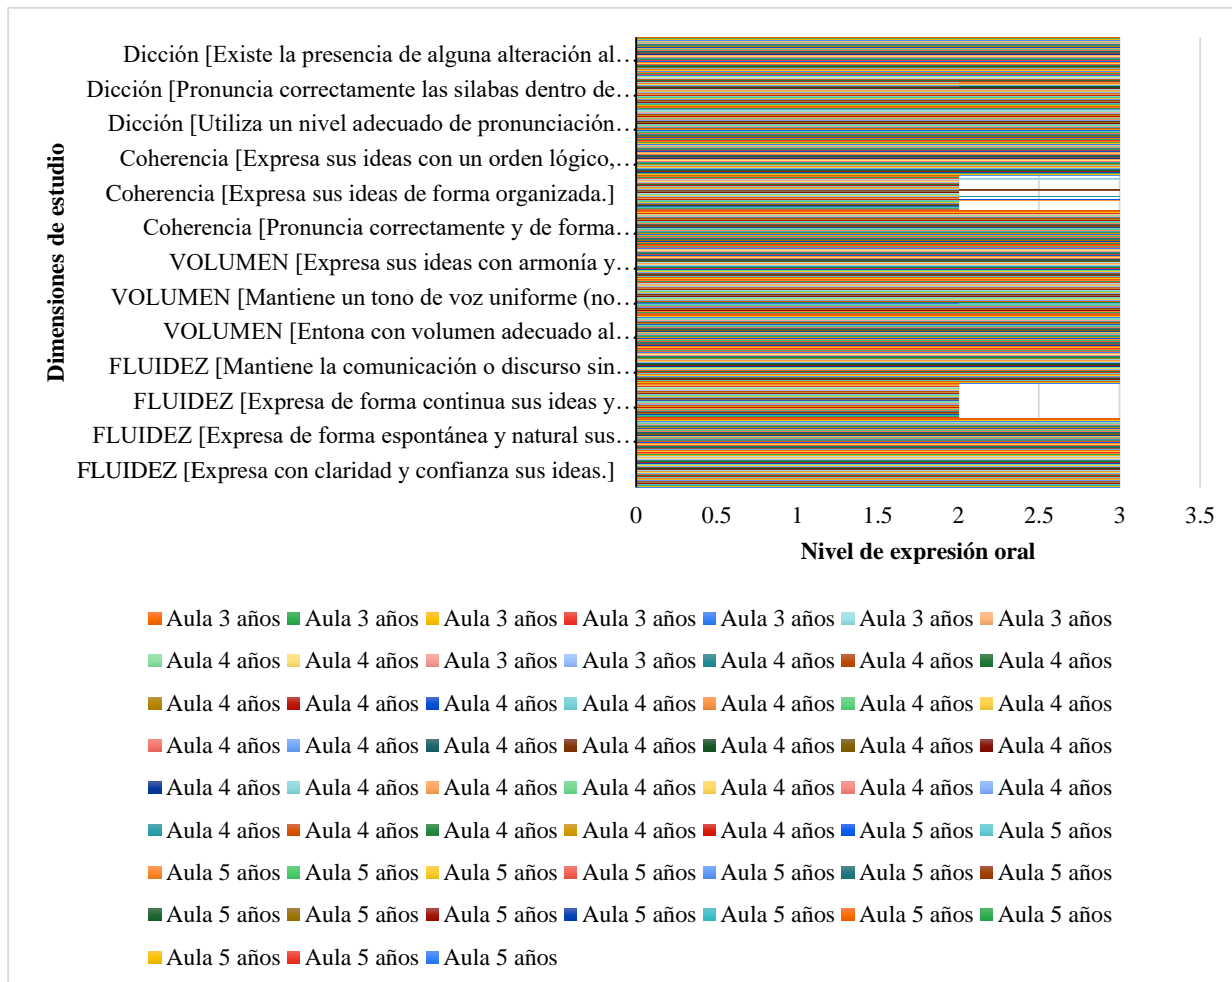 Dicción [Existe la presencia de alguna alteración al…
Dicción [Pronuncia correctamente las silabas dentro de…
Dicción [Utiliza un nivel adecuado de pronunciación…
Coherencia [Expresa sus ideas con un orden lógico,…
Coherencia [Expresa sus ideas de forma organizada.]
Coherencia [Pronuncia correctamente y de forma…
VOLUMEN [Expresa sus ideas con armonía y…
VOLUMEN [Mantiene un tono de voz uniforme (no…
VOLUMEN [Entona con volumen adecuado al…
FLUIDEZ [Mantiene la comunicación o discurso sin…
FLUIDEZ [Expresa de forma continua sus ideas y…
FLUIDEZ [Expresa de forma espontánea y natural sus…
FLUIDEZ [Expresa con claridad y confianza sus ideas.]
Dimensiones de estudio
0 0.5 1 1.5 2 2.5 3 3.5
Nivel de expresión oral
Aula 3 años Aula 3 años Aula 3 años Aula 3 años Aula 3 años Aula 3 años Aula 3 años
Aula 4 años Aula 4 años Aula 3 años Aula 3 años Aula 4 años Aula 4 años Aula 4 años
Aula 4 años Aula 4 años Aula 4 años Aula 4 años Aula 4 años Aula 4 años Aula 4 años
Aula 4 años Aula 4 años Aula 4 años Aula 4 años Aula 4 años Aula 4 años Aula 4 años
Aula 4 años Aula 4 años Aula 4 años Aula 4 años Aula 4 años Aula 4 años Aula 4 años
Aula 4 años Aula 4 años Aula 4 años Aula 4 años Aula 4 años Aula 5 años Aula 5 años
Aula 5 años Aula 5 años Aula 5 años Aula 5 años Aula 5 años Aula 5 años Aula 5 años
Aula 5 años Aula 5 años Aula 5 años Aula 5 años Aula 5 años Aula 5 años Aula 5 años
Aula 5 años Aula 5 años Aula 5 años